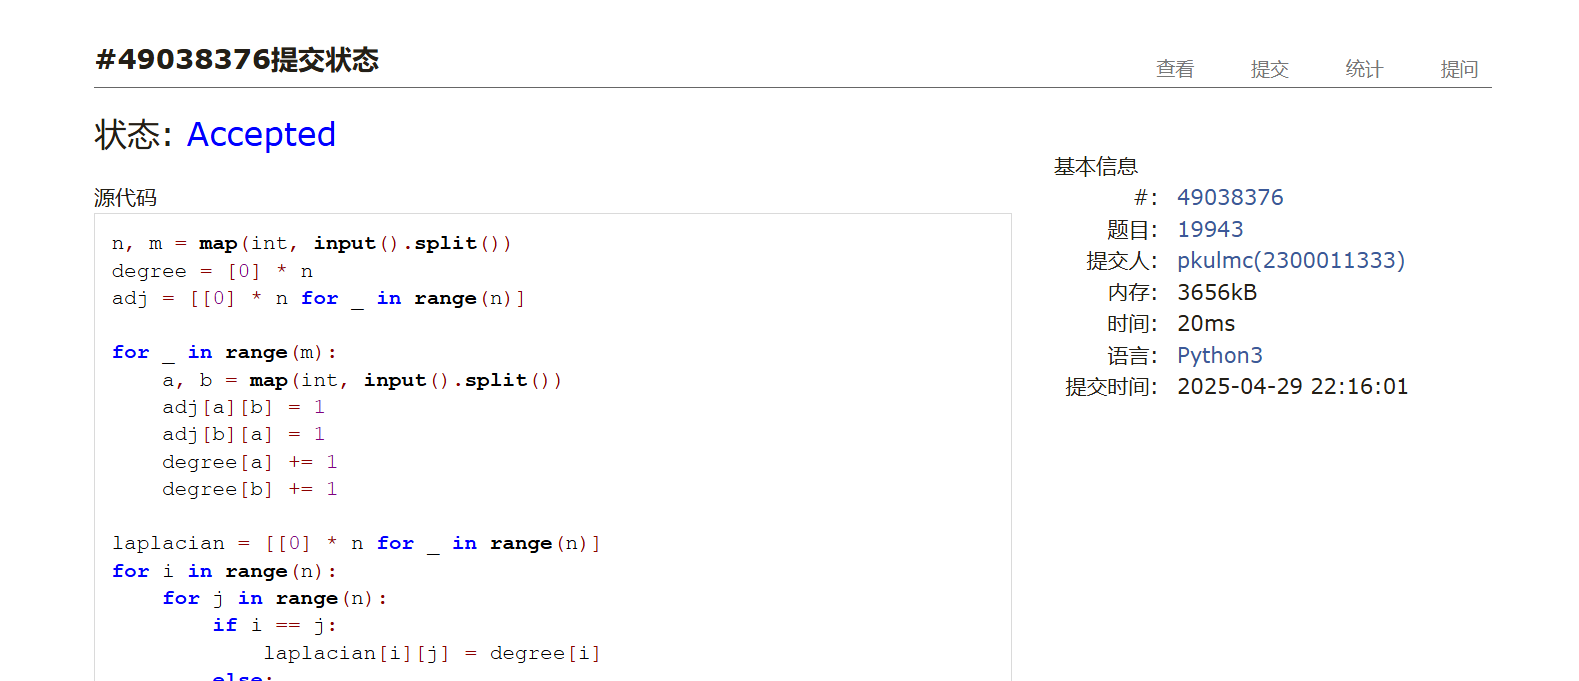 #49038376提交状态
查看 提交 统计 提问
状态: Accepted
源代码
n, m = map(int, input().split())
degree = [0] * n
adj = [[0] * n for _ in range(n)]
for _ in range(m):
    a, b = map(int, input().split())
    adj[a][b] = 1
    adj[b][a] = 1
    degree[a] += 1
    degree[b] += 1
laplacian = [[0] * n for _ in range(n)]
for i in range(n):
    for j in range(n):
        if i == j:
            laplacian[i][j] = degree[i]
        else:
基本信息
#: 49038376
题目: 19943
提交人: pkulmc(2300011333)
内存: 3656kB
时间: 20ms
语言: Python3
提交时间: 2025-04-29 22:16:01